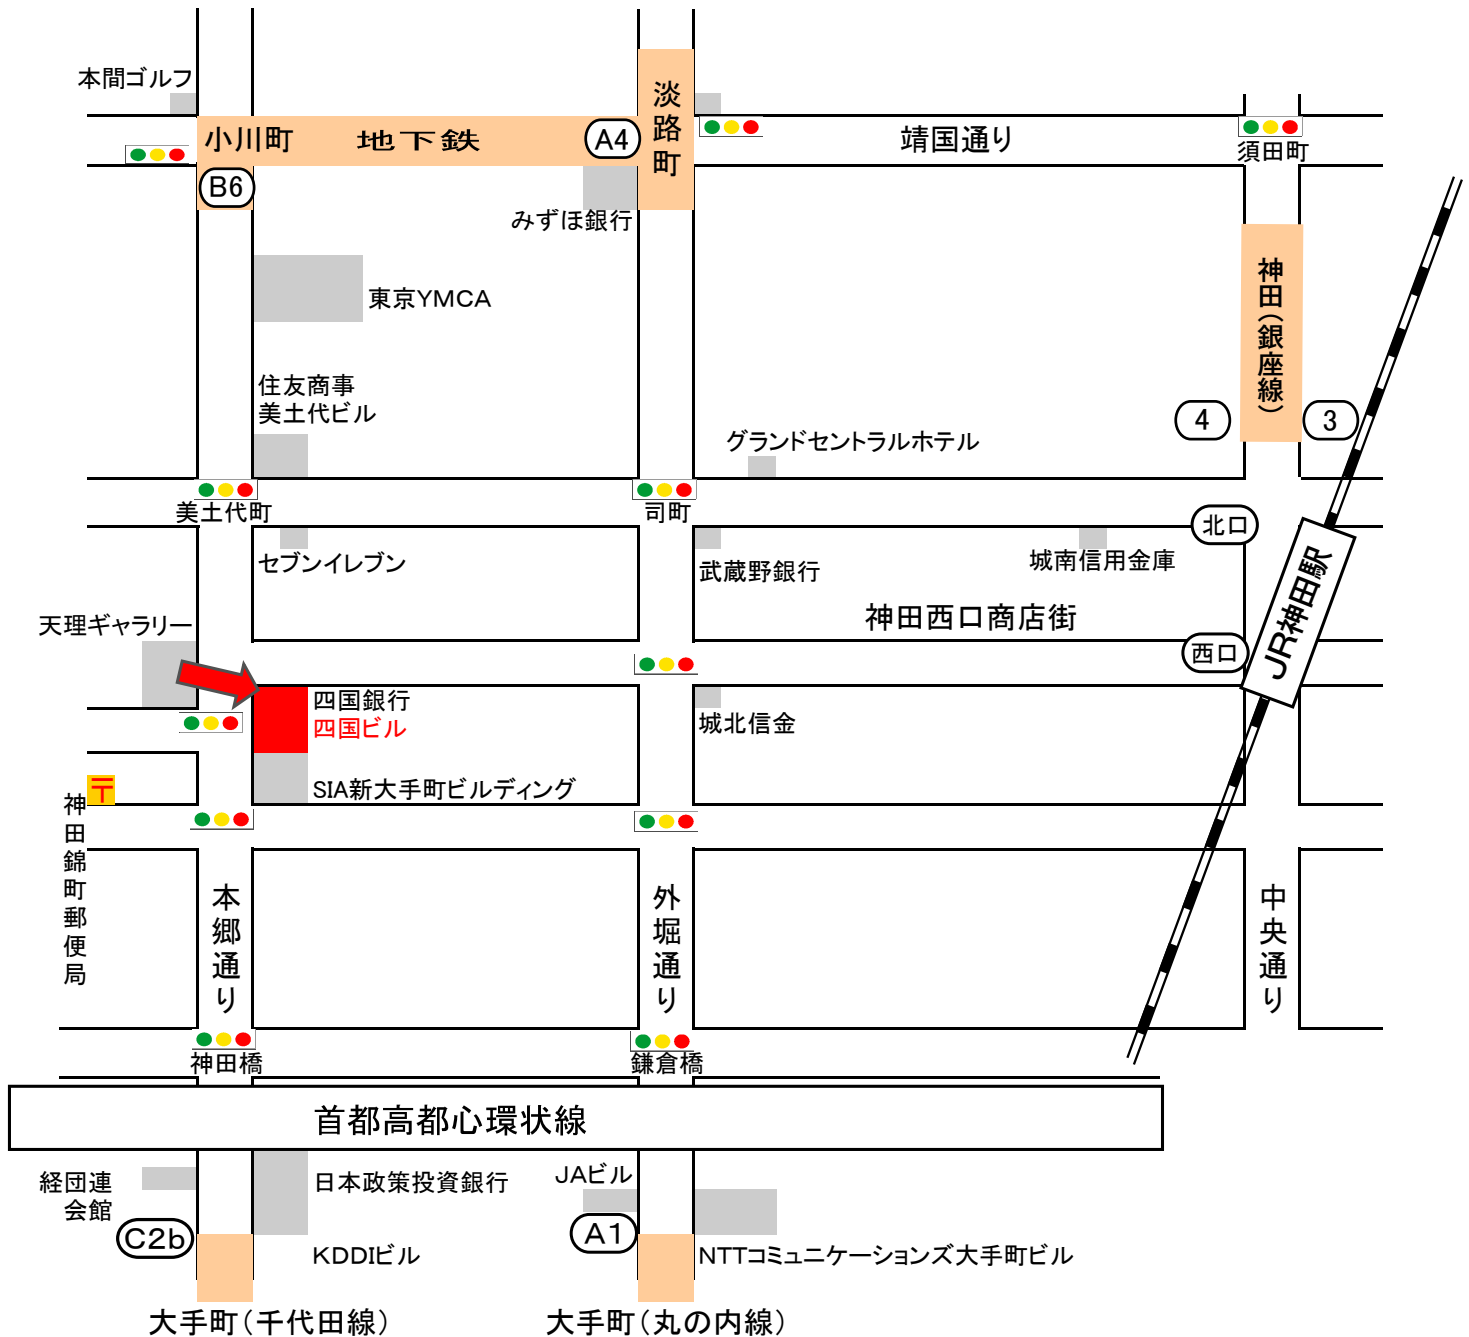 本間ゴルフ
淡路町
小川町
地下鉄
A4
靖国通り
須田町
B6
みずほ銀行
東京YMCA
神田（銀座線）
住友商事
美土代ビル
4
3
グランドセントラルホテル
美土代町
司町
北口
セブンイレブン
武蔵野銀行
城南信用金庫
JR神田駅
天理ギャラリー
神田西口商店街
西口
四国銀行
四国ビル
城北信金
〒
SIA新大手町ビルディング
神田錦町郵便局
本郷通り
外堀通り
中央通り
神田橋
鎌倉橋
首都高都心環状線
経団連
会館
日本政策投資銀行
JAビル
C2b
A1
KDDIビル
NTTコミュニケーションズ大手町ビル
大手町（千代田線）
大手町（丸の内線）